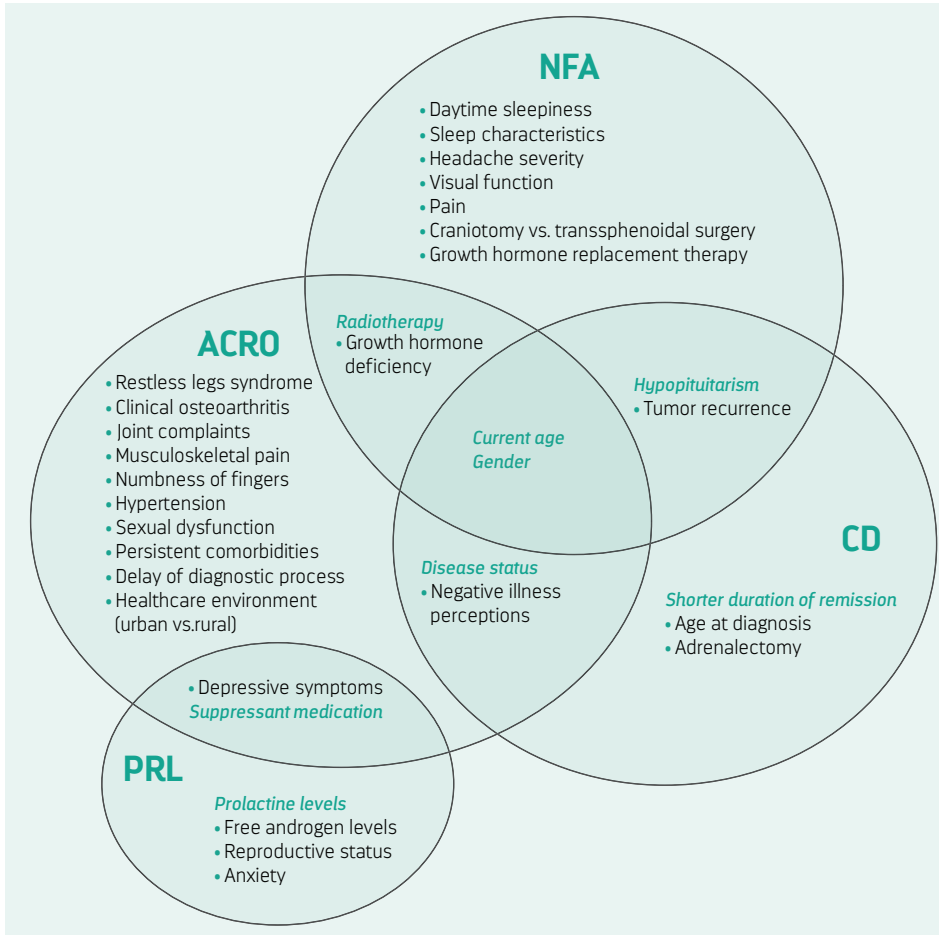 NFA
• Daytime sleepiness
• Sleep characteristics
• Headache severity
• Visual function
• Pain
• Craniotomy vs. transsphenoidal surgery
• Growth hormone replacement therapy
Radiotherapy
• Growth hormone
deficiency
ACRO
• Restless legs syndrome
• Clinical osteoarthritis
• Joint complaints
• Musculoskeletal pain
• Numbness of fingers
• Hypertension
• Sexual dysfunction
• Persistent comorbidities
• Delay of diagnostic process
• Healthcare environment
(urban vs.rural)
Hypopituitarism
• Tumor recurrence
Current age
Gender
CD
Disease status
• Negative illness
perceptions
Shorter duration of remission
• Age at diagnosis
• Adrenalectomy
• Depressive symptoms
Suppressant medication
PRL
Prolactine levels
• Free androgen levels
• Reproductive status
• Anxiety